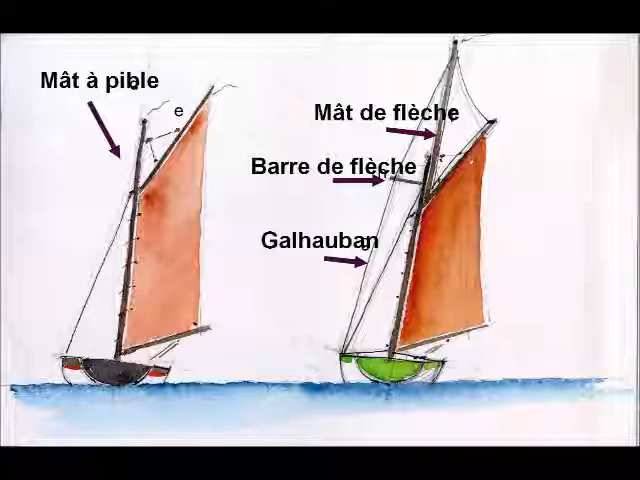 Mât à pible
e
Mât de flèche
Barre de flèche
Galhauban